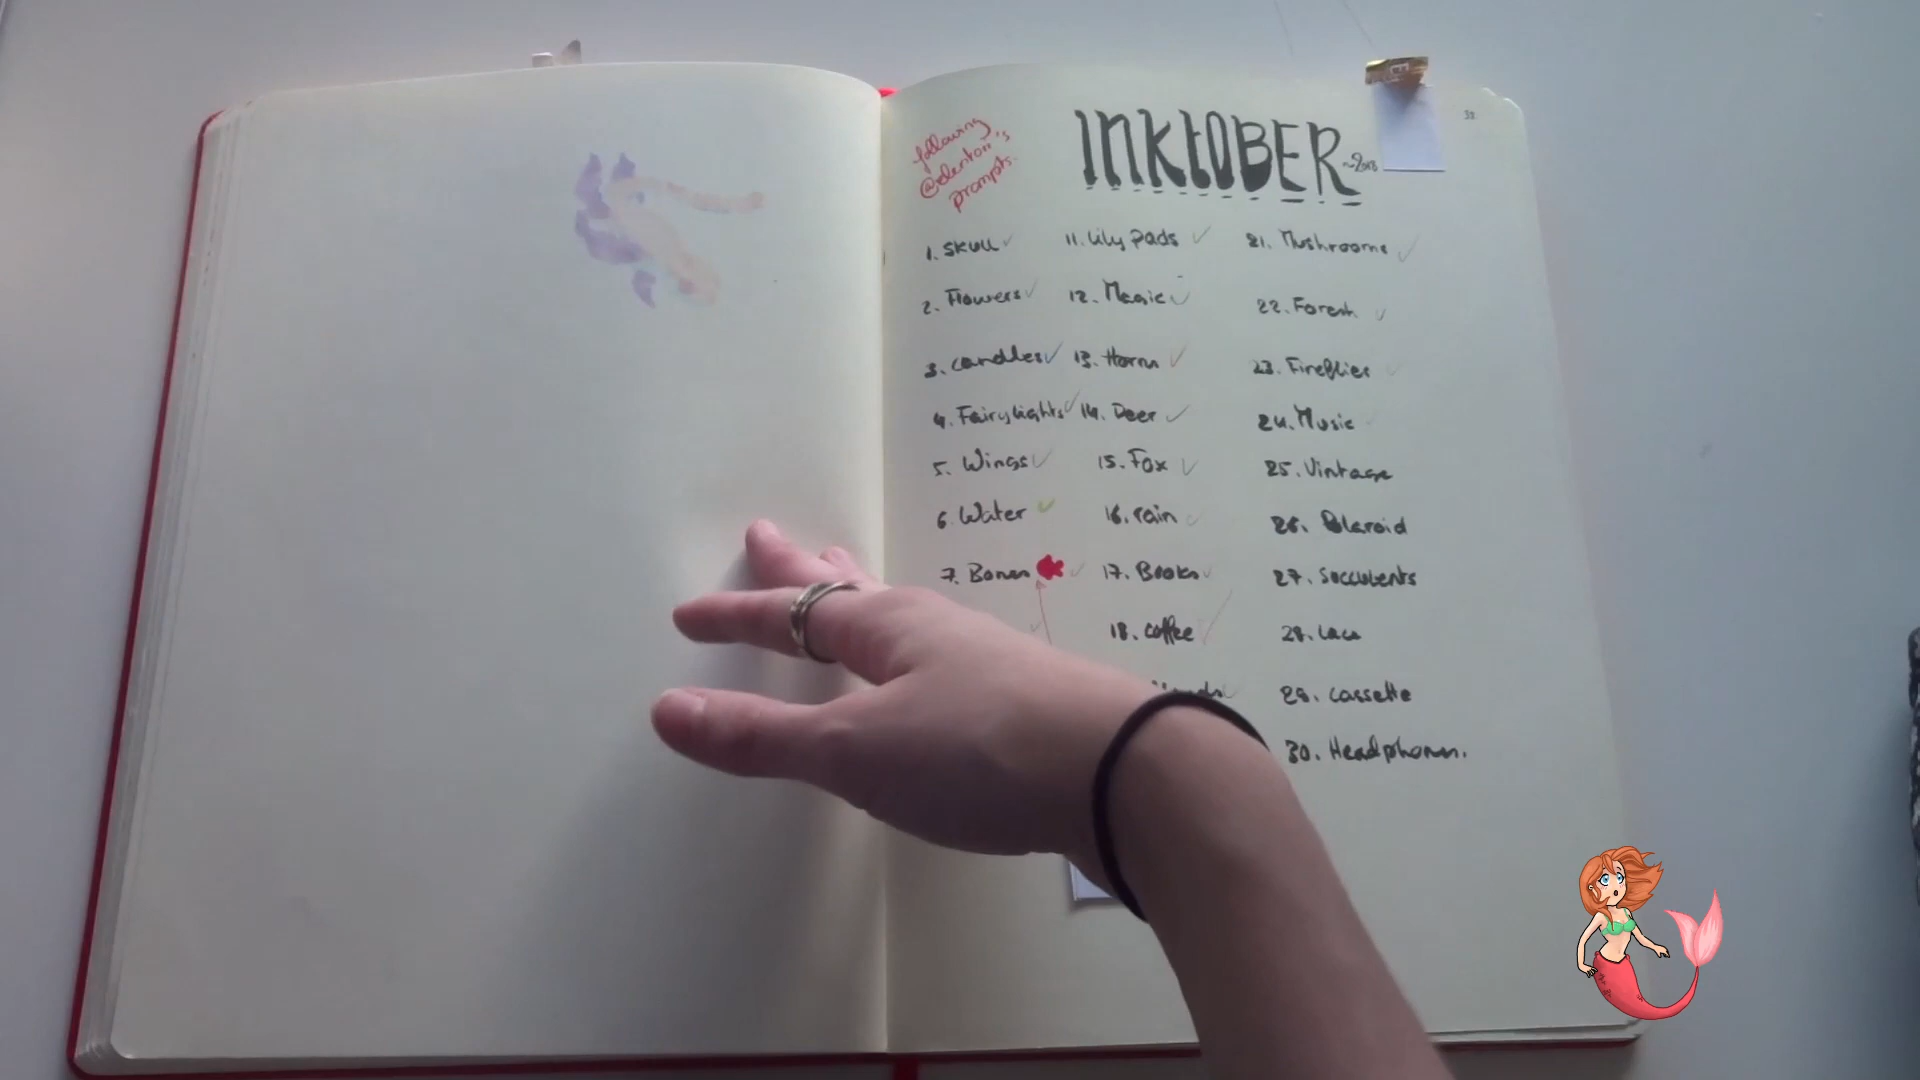 following
prompts.
INKTOBER
~2018
38
1. Skull
2. Flowers
3. candles
4. Fairylights
5. Wings
6. Water
7. Bones
11. Lily pads
12. Magic
13. Horns
14. Deer
15. Fox
16. rain
17. Books
18. coffee
21. Mushrooms
22. Forest
23. Fireflies
24. Music
25. Vintage
26. Polaroid
27. Succulents
28. Lace
29. cassette
30. Headphones.